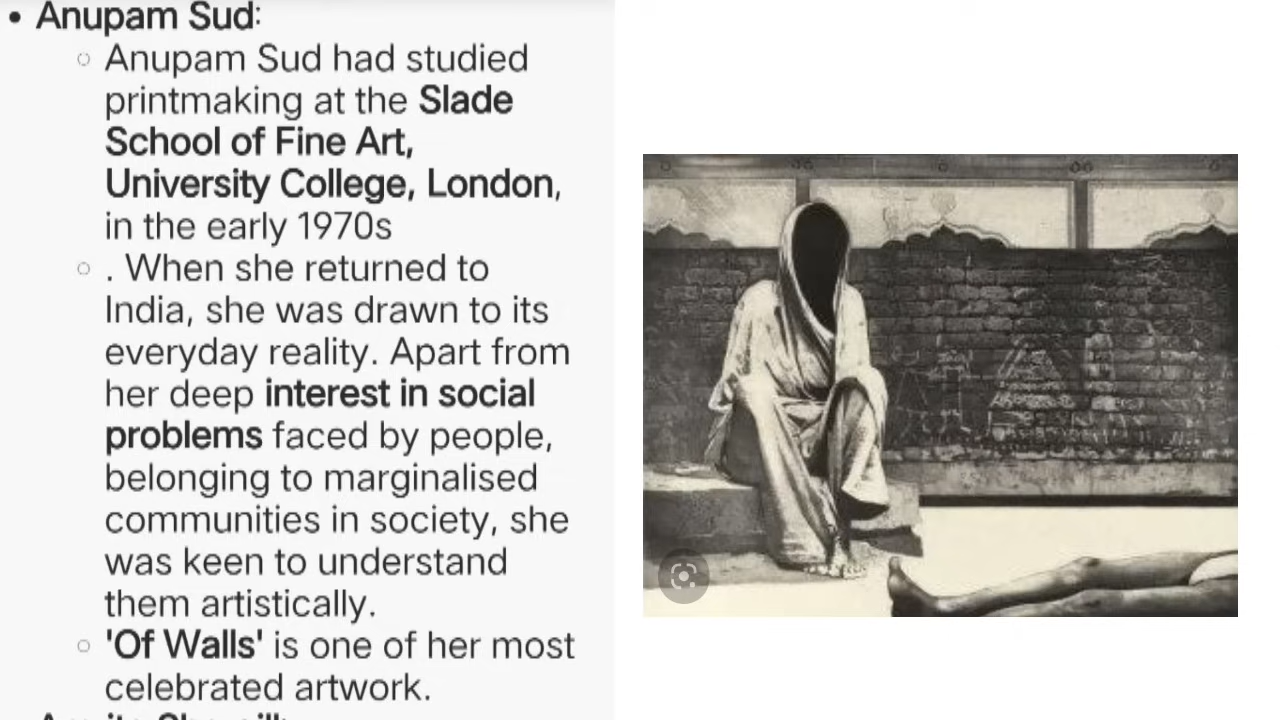 • Anupam Sud:
○ Anupam Sud had studied
printmaking at the Slade
School of Fine Art,
University College, London,
in the early 1970s
○ . When she returned to
India, she was drawn to its
everyday reality. Apart from
her deep interest in social
problems faced by people,
belonging to marginalised
communities in society, she
was keen to understand
them artistically.
○ 'Of Walls' is one of her most
celebrated artwork.